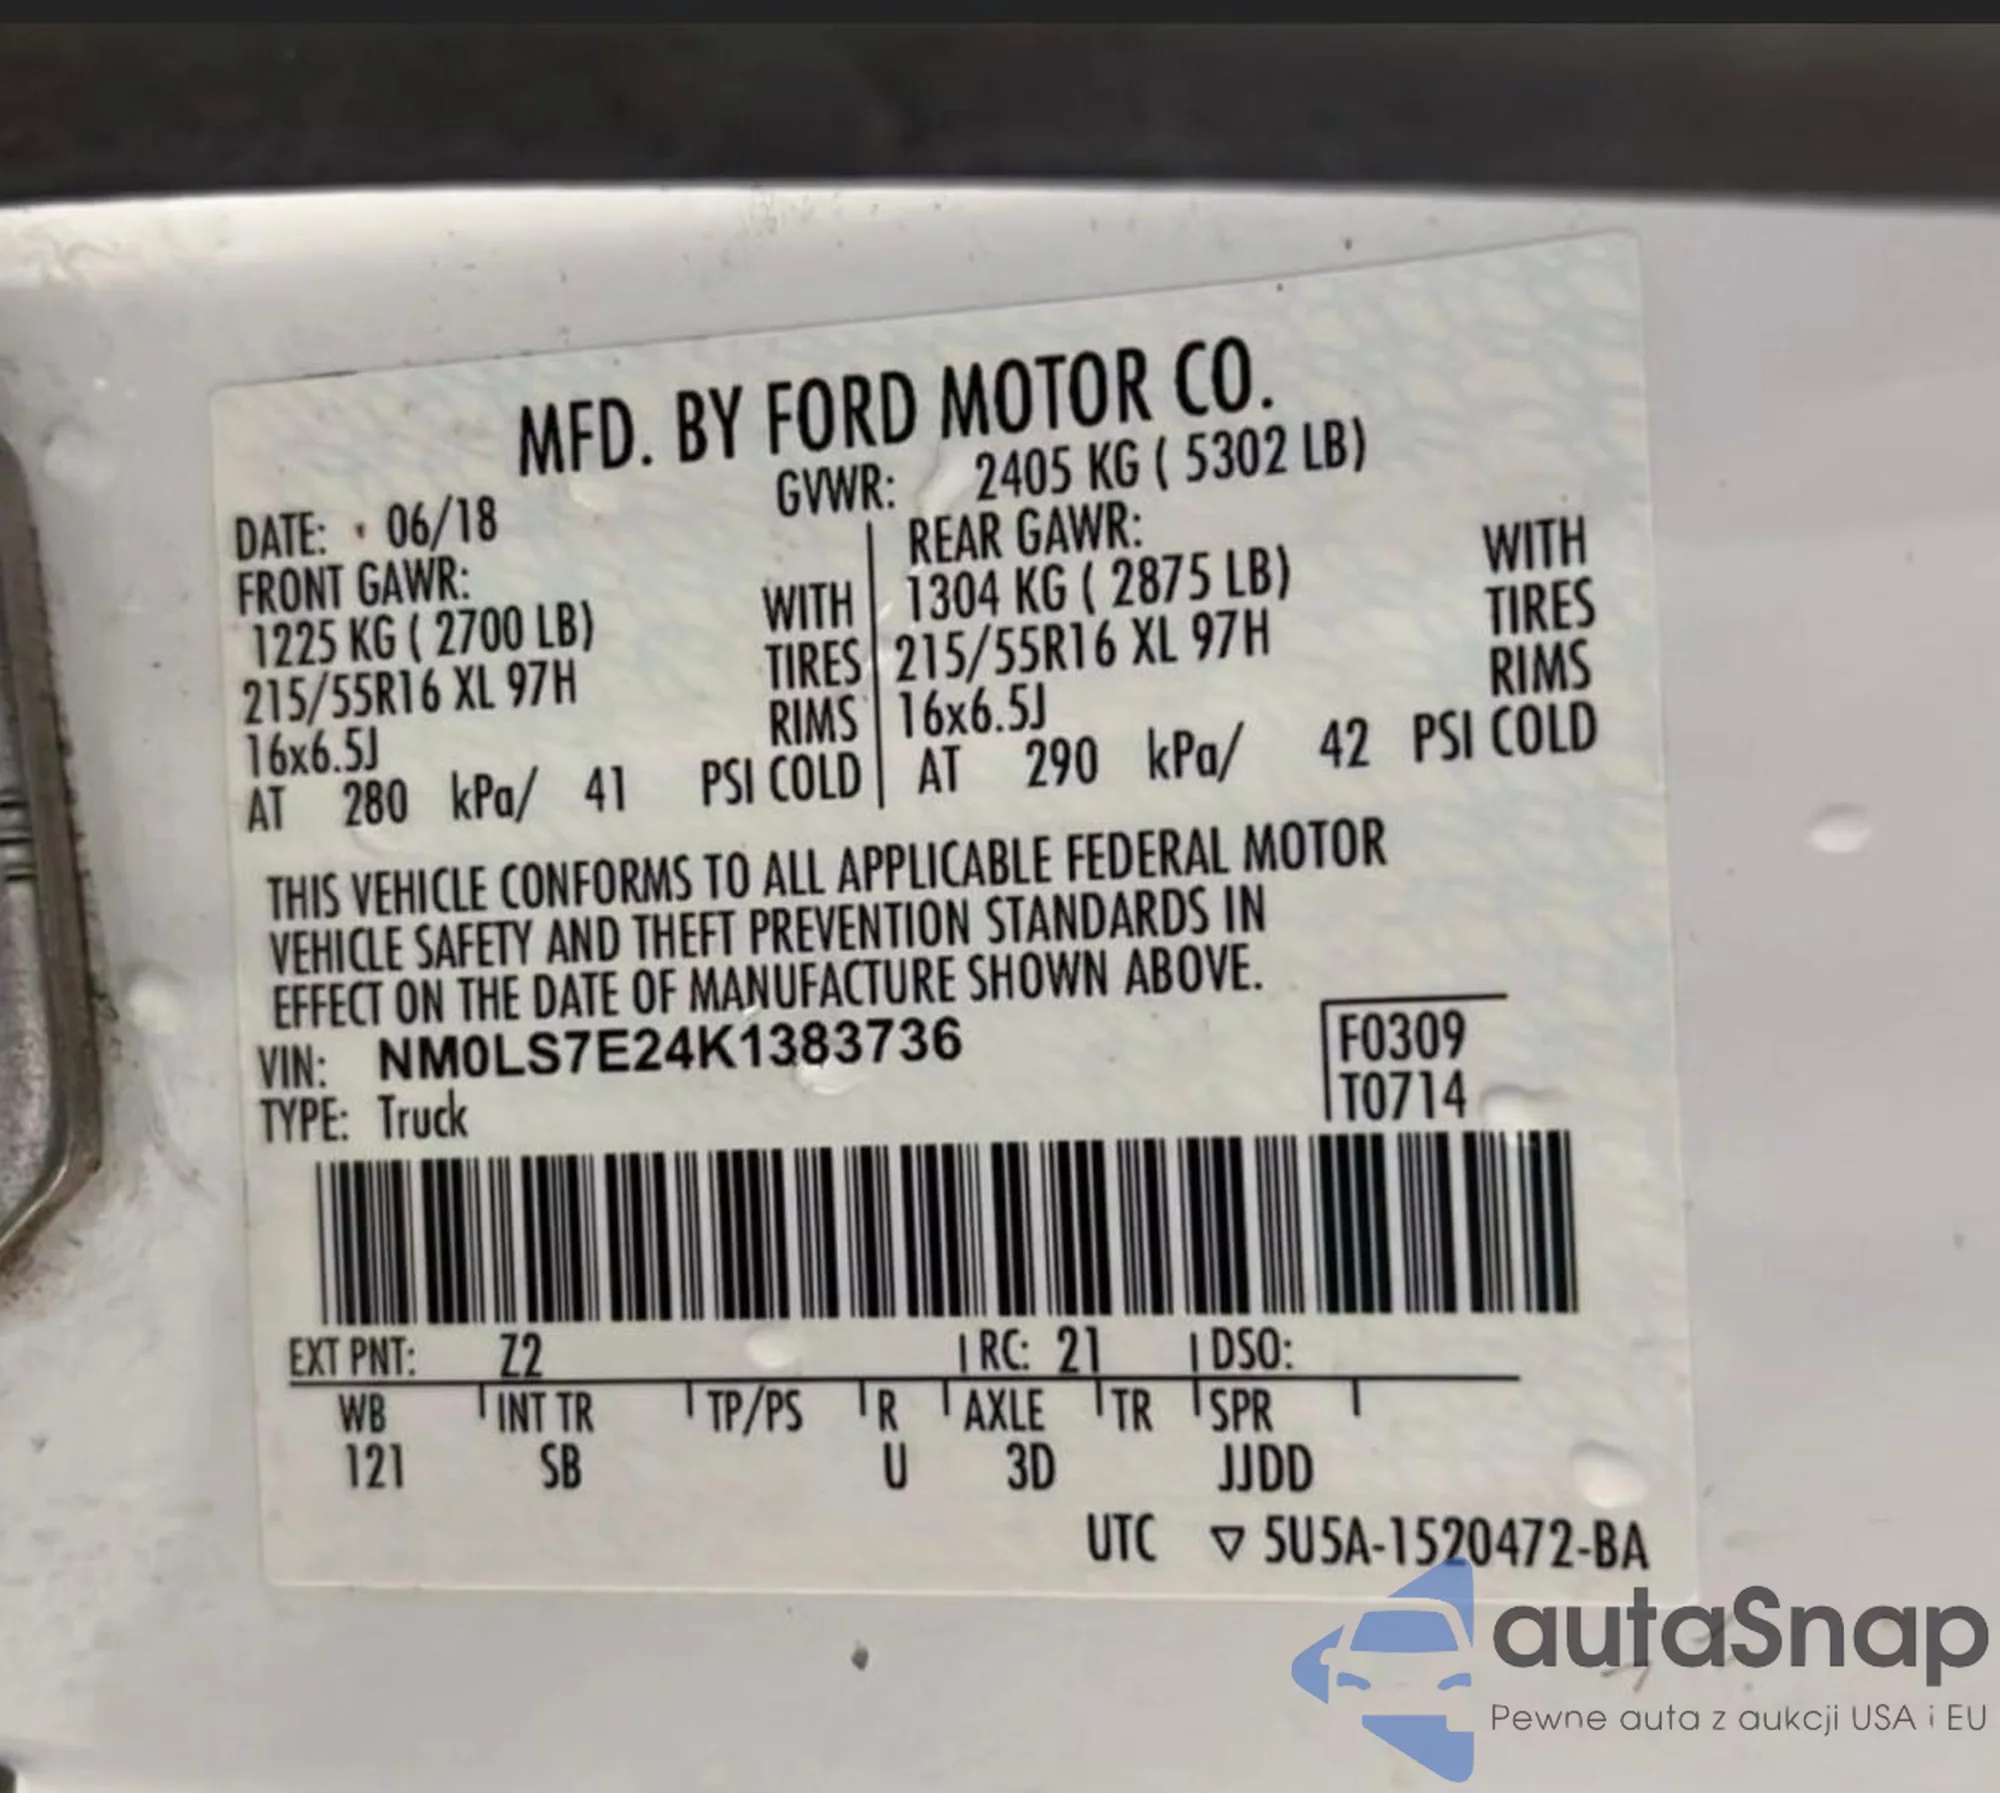 MFD. BY FORD MOTOR CO.
DATE: 06/18 GVWR: 2405 KG ( 5302 LB)
FRONT GAWR: REAR GAWR:
1225 KG ( 2700 LB) WITH 1304 KG ( 2875 LB) WITH
215/55R16 XL 97H TIRES 215/55R16 XL 97H TIRES
16x6.5J RIMS 16x6.5J RIMS
AT 280 kPa/ 41 PSI COLD AT 290 kPa/ 42 PSI COLD
THIS VEHICLE CONFORMS TO ALL APPLICABLE FEDERAL MOTOR
VEHICLE SAFETY AND THEFT PREVENTION STANDARDS IN
EFFECT ON THE DATE OF MANUFACTURE SHOWN ABOVE.
VIN: NM0LS7E24K1383736 F0309
TYPE: Truck T0714
EXT PNT: Z2 RC: 21 DSO:
WB INT TR TP/PS R AXLE TR SPR
121 SB U 3D JJDD
UTC ▽ 5U5A-1520472-BA
autaSnap
Pewne auta z aukcji USA i EU